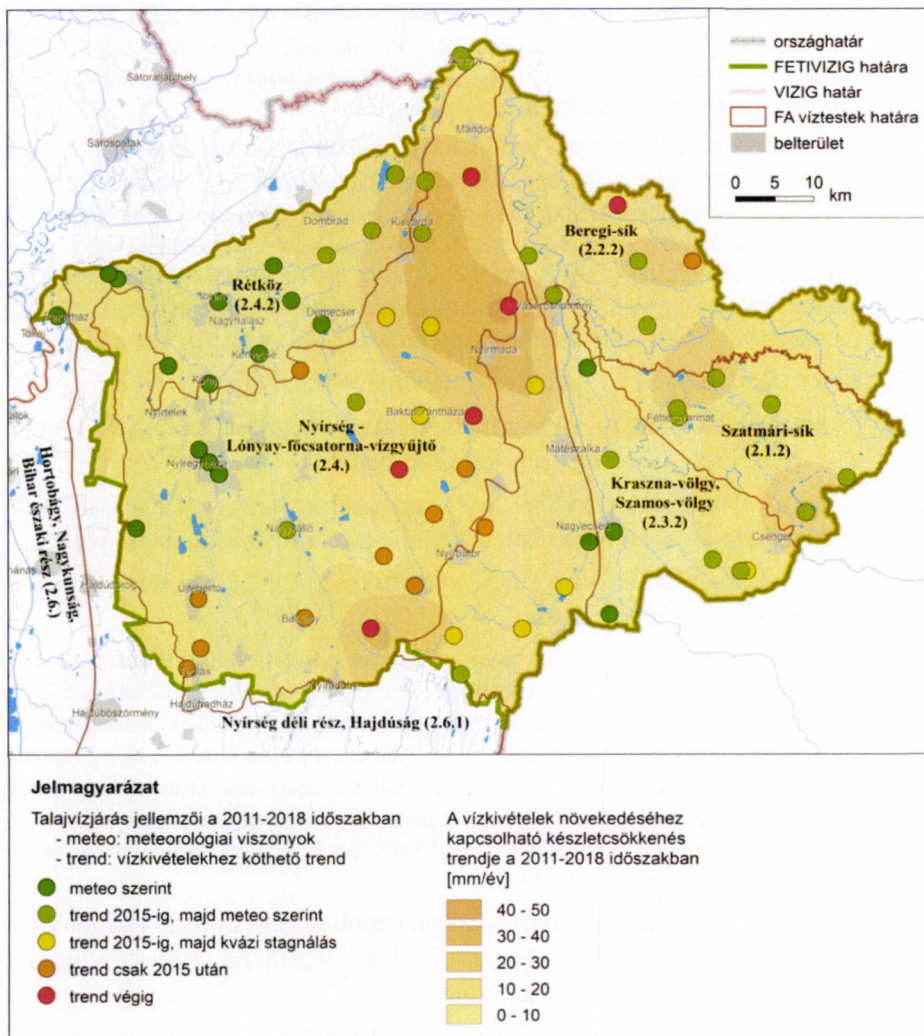 országhatár
FETIVIZIG határa
VIZIG határ
FA víztestek határa
belterület
0 5 10
km
Sátoraljaújhely
Sárospatak
Záhony
Mándok
Dombrád
Kisvárda
Beregi-sík
(2.2.2)
Rétköz
(2.4.2)
Ibrány
Nagyhalász
Demecser
Vásárosnamény
Rakamaz
Tokaj
Kemecse
Nyírmada
Kótaj
Nyírtelek
Baktalórántháza
Fehérgyarmat
Nyírség -
Lónyay-főcsatorna-vízgyűjtő
(2.4.)
Szatmári-sík
(2.1.2)
Mátészalka
Nyíregyháza
Kraszna-völgy,
Szamos-völgy
(2.3.2)
Hortobágy, Nagykunság,
Bihar északi rész (2.6.)
Nagykálló
Nagyecsed
Csenger
Nyírbátor
Hajdúdorog
Újfehértó
Balkány
Téglás
Nyíradony
Hajdúhadház
Hajdúböszörmény
Nyírség déli rész, Hajdúság (2.6.1)
Jelmagyarázat
Talajvízjárás jellemzői a 2011-2018 időszakban
- meteo: meteorológiai viszonyok
- trend: vízkivételekhez köthető trend
meteo szerint
trend 2015-ig, majd meteo szerint
trend 2015-ig, majd kvázi stagnálás
trend csak 2015 után
trend végig
A vízkivételek növekedéséhez
kapcsolható készletcsökkenés
trendje a 2011-2018 időszakban
[mm/év]
40 - 50
30 - 40
20 - 30
10 - 20
0 - 10